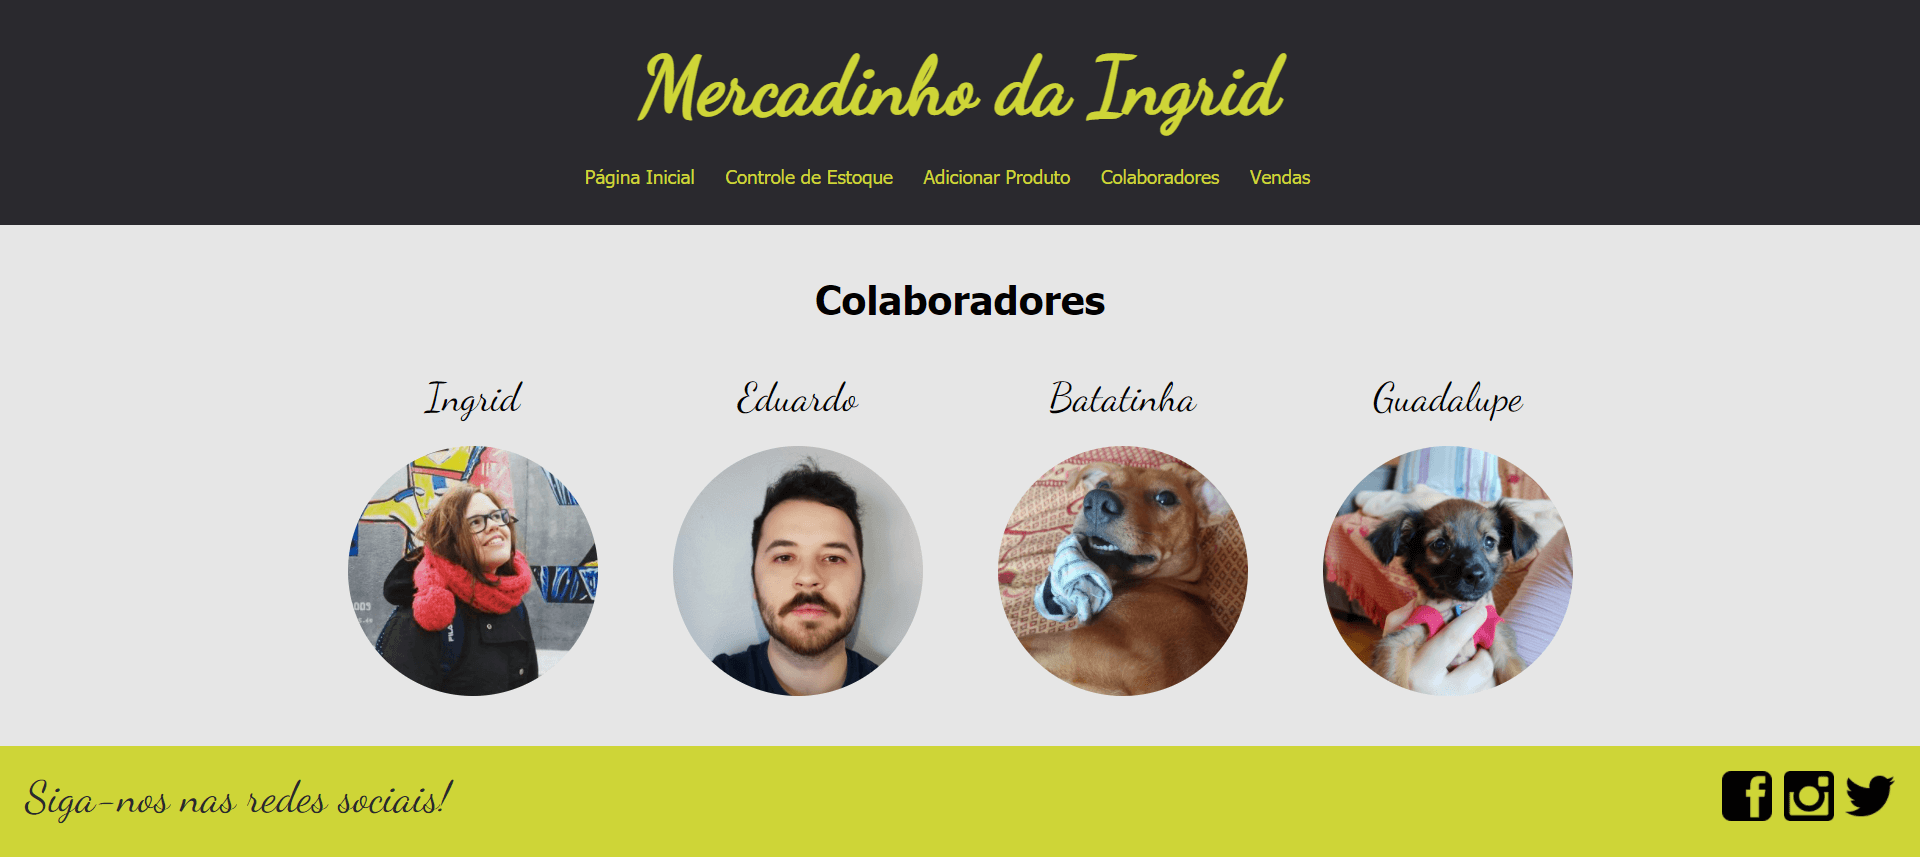 Mercadinho da Ingrid
Página Inicial Controle de Estoque Adicionar Produto Colaboradores Vendas
Colaboradores
Ingrid Eduardo Batatinha Guadalupe
FILA
Siga-nos nas redes sociais!